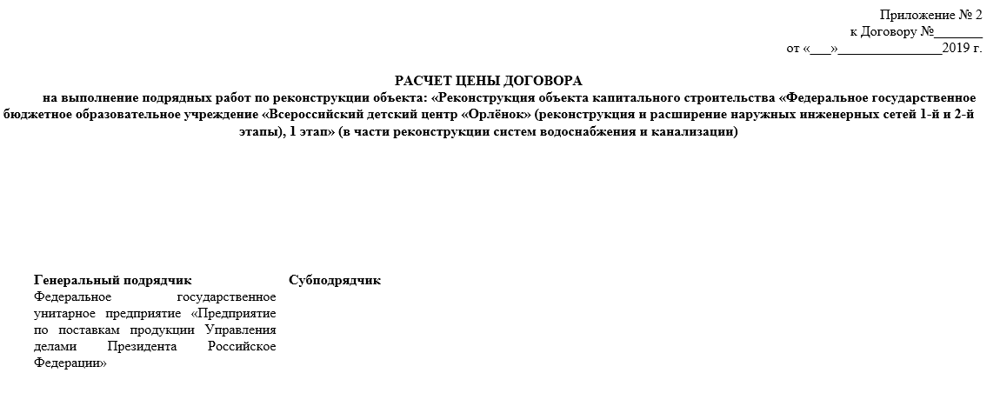 Приложение № 2
к Договору №_______
от «___»_______________2019 г.
РАСЧЕТ ЦЕНЫ ДОГОВОРА
на выполнение подрядных работ по реконструкции объекта: «Реконструкция объекта капитального строительства «Федеральное государственное
бюджетное образовательное учреждение «Всероссийский детский центр «Орлёнок» (реконструкция и расширение наружных инженерных сетей 1-й и 2-й
этапы), 1 этап» (в части реконструкции систем водоснабжения и канализации)
Генеральный подрядчик Субподрядчик
Федеральное государственное
унитарное предприятие «Предприятие
по поставкам продукции Управления
делами Президента Российское
Федерации»